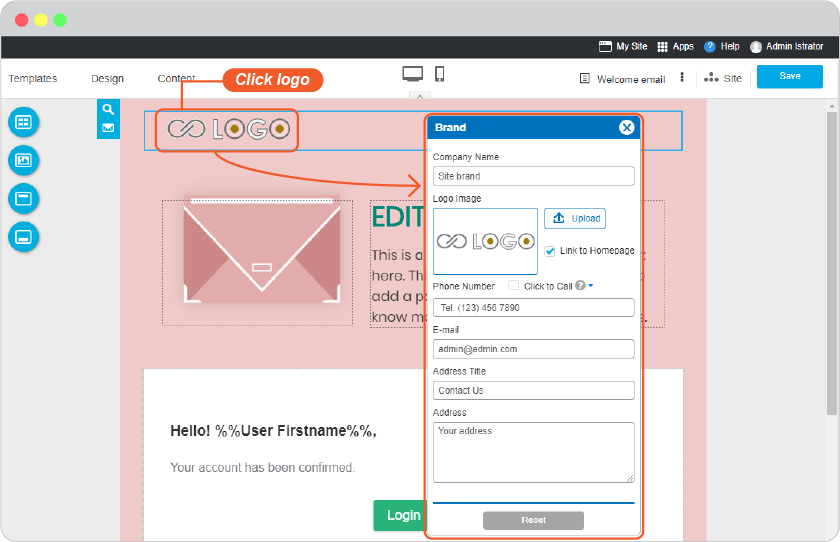 My Site
Apps
? Help
Admin Istrator
Templates
Design
Content
Click logo
Welcome email
Site
Save
LOGO
Brand
Company Name
Site brand
Logo Image
LOGO
Upload
Link to Homepage
Phone Number
Click to Call ?
Tel. (123) 456 7890
E-mail
admin@admin.com
Address Title
Contact Us
Address
Your address
Reset
EDIT
This is a
here. Th
add a p
know m
Hello! %%User Firstname%%,
Your account has been confirmed.
Login